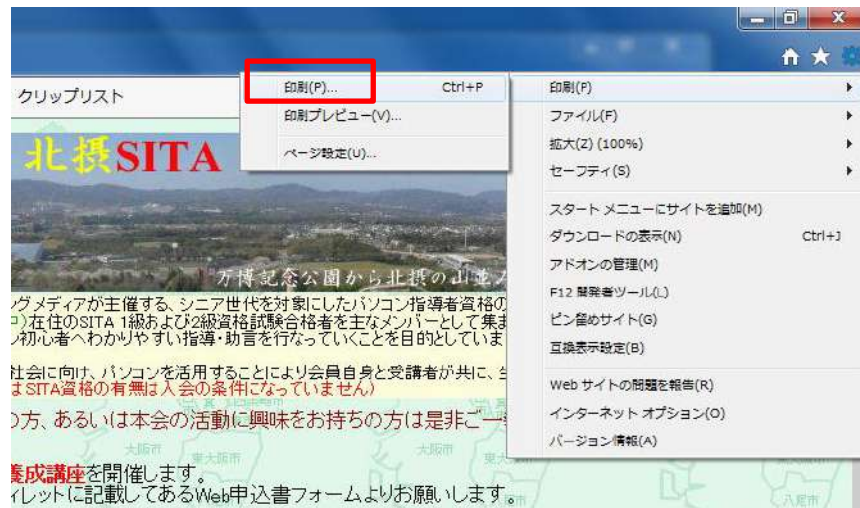 クリップリスト
印刷(P)... Ctrl+P
印刷プレビュー(V)...
ページ設定(U)...
印刷(P)
ファイル(F)
拡大(Z) (100%)
セーフティ(S)
スタート メニューにサイトを追加(M)
ダウンロードの表示(N) Ctrl+J
アドオンの管理(M)
F12 開発者ツール(L)
ピン留めサイト(G)
互換表示設定(B)
Web サイトの問題を報告(R)
インターネット オプション(O)
バージョン情報(A)
北摂SITA
万博記念公園から北摂の山並み
グメディアが主催する、シニア世代を対象にしたパソコン指導者資格の
)在住のSITA 1級および2級資格試験合格者を主なメンバーとして集ま
初心者へわかりやすい指導・助言を行なっていくことを目的としていま
社会に向け、パソコンを活用することにより会員自身と受講者が共に、
はSITA資格の有無は入会の条件になっていません)
の方、あるいは本会の活動に興味をお持ちの方は是非ご一
大阪市
東大阪市
大阪市
養成講座を開催します。
ィレットに記載してあるWeb申込書フォームよりお願いします。
八尾市